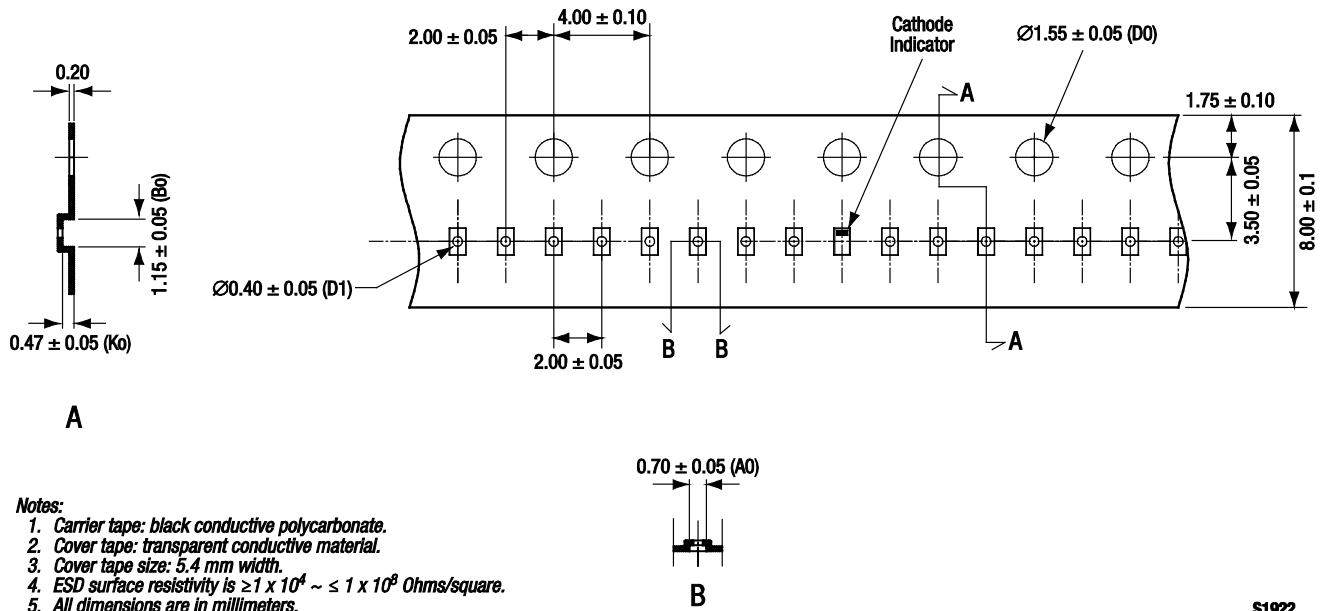 4.00 ± 0.10
2.00 ± 0.05
Cathode
Indicator
Ø1.55 ± 0.05 (D0)
0.20
A
1.75 ± 0.10
1.15 ± 0.05 (Bo)
3.50 ± 0.05
8.00 ± 0.1
Ø0.40 ± 0.05 (D1)
0.47 ± 0.05 (Ko)
B
B
A
2.00 ± 0.05
A
0.70 ± 0.05 (A0)
B
Notes:
1. Carrier tape: black conductive polycarbonate.
2. Cover tape: transparent conductive material.
3. Cover tape size: 5.4 mm width.
4. ESD surface resistivity is ≥1 x 10⁴ ~ ≤ 1 x 10⁸ Ohms/square.
5. All dimensions are in millimeters.
S1922